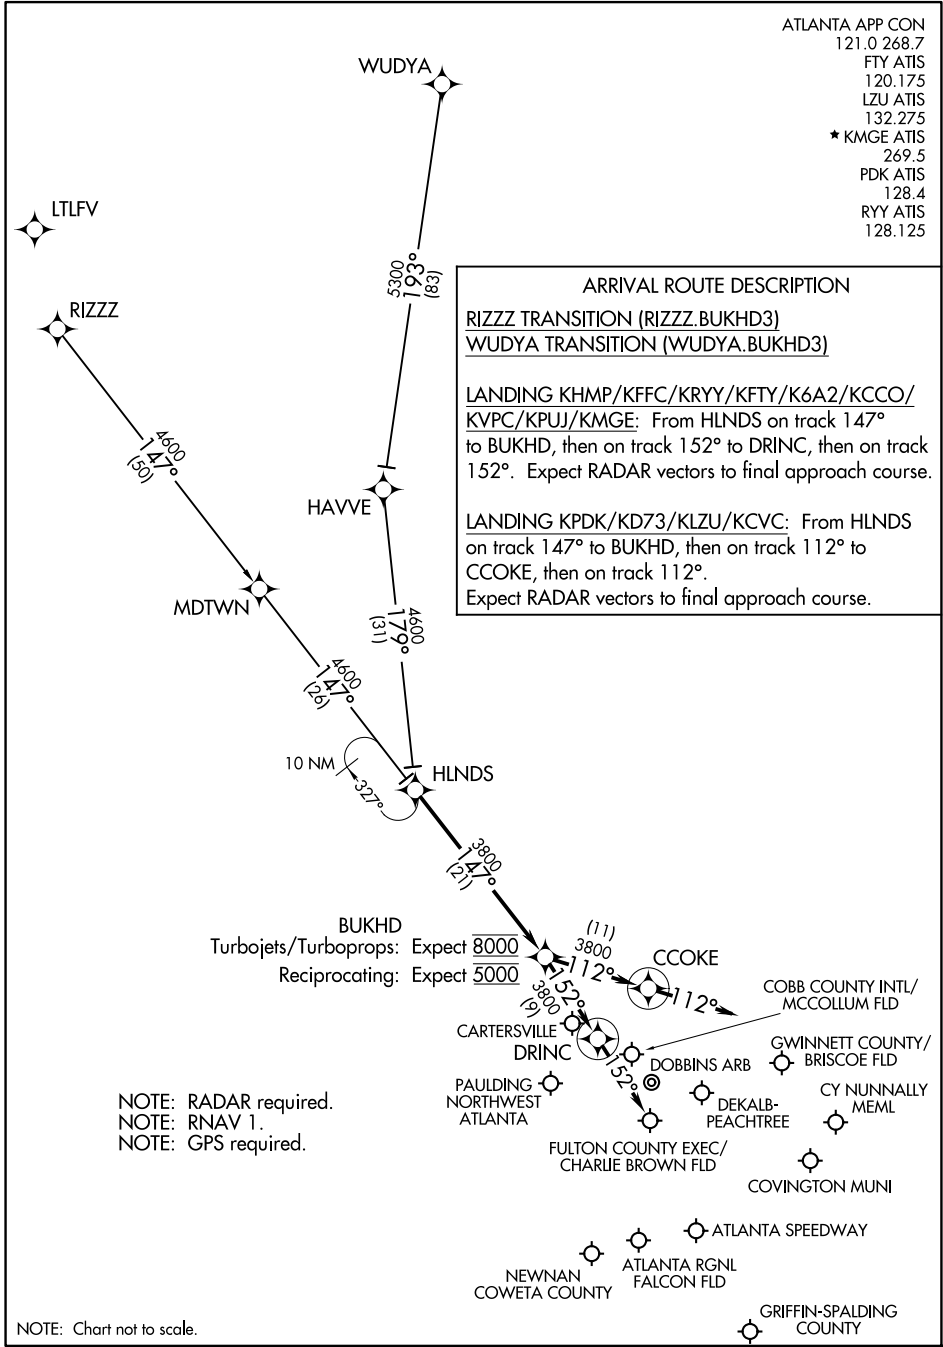 ATLANTA APP CON
121.0 268.7
FTY ATIS
120.175
LZU ATIS
132.275
★ KMGE ATIS
269.5
PDK ATIS
128.4
RYY ATIS
128.125
WUDYA
LTLFV
RIZZZ
5300
193°
(83)
ARRIVAL ROUTE DESCRIPTION
RIZZZ TRANSITION (RIZZZ.BUKHD3)
WUDYA TRANSITION (WUDYA.BUKHD3)
LANDING KHMP/KFFC/KRYY/KFTY/K6A2/KCCO/
KVPC/KPUJ/KMGE: From HLNDS on track 147°
to BUKHD, then on track 152° to DRINC, then on track
152°. Expect RADAR vectors to final approach course.
LANDING KPDK/KD73/KLZU/KCVC: From HLNDS
on track 147° to BUKHD, then on track 112° to
CCOKE, then on track 112°.
Expect RADAR vectors to final approach course.
4600
147°
(50)
HAVVE
MDTWN
4600
179°
(31)
4600
147°
(26)
10 NM
327°
HLNDS
3800
147°
(21)
BUKHD
Turbojets/Turboprops: Expect 8000
Reciprocating: Expect 5000
(11)
3800
112°
CCOKE
112°
152°
3800
(9)
COBB COUNTY INTL/
MCCOLLUM FLD
CARTERSVILLE
DRINC
152°
DOBBINS ARB
GWINNETT COUNTY/
BRISCOE FLD
PAULDING
NORTHWEST
ATLANTA
DEKALB-
PEACHTREE
CY NUNNALLY
MEML
FULTON COUNTY EXEC/
CHARLIE BROWN FLD
COVINGTON MUNI
NOTE: RADAR required.
NOTE: RNAV 1.
NOTE: GPS required.
ATLANTA SPEEDWAY
NEWNAN
COWETA COUNTY
ATLANTA RGNL
FALCON FLD
GRIFFIN-SPALDING
COUNTY
NOTE: Chart not to scale.